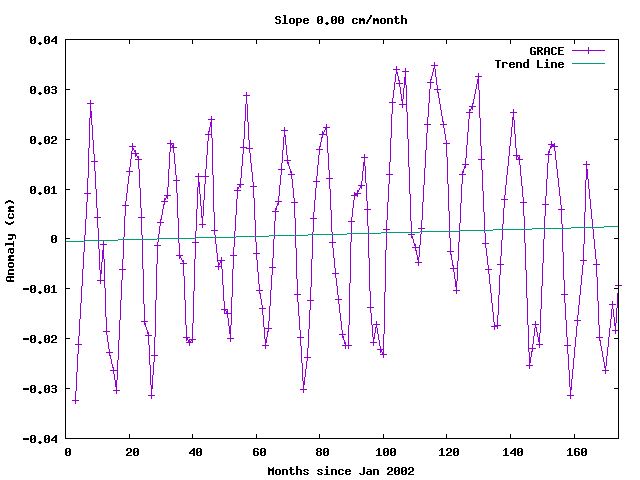 Slope 0.00 cm/month
0.04
0.03
0.02
0.01
0
-0.01
-0.02
-0.03
-0.04
Anomaly (cm)
GRACE
Trend Line
0 20 40 60 80 100 120 140 160
Months since Jan 2002